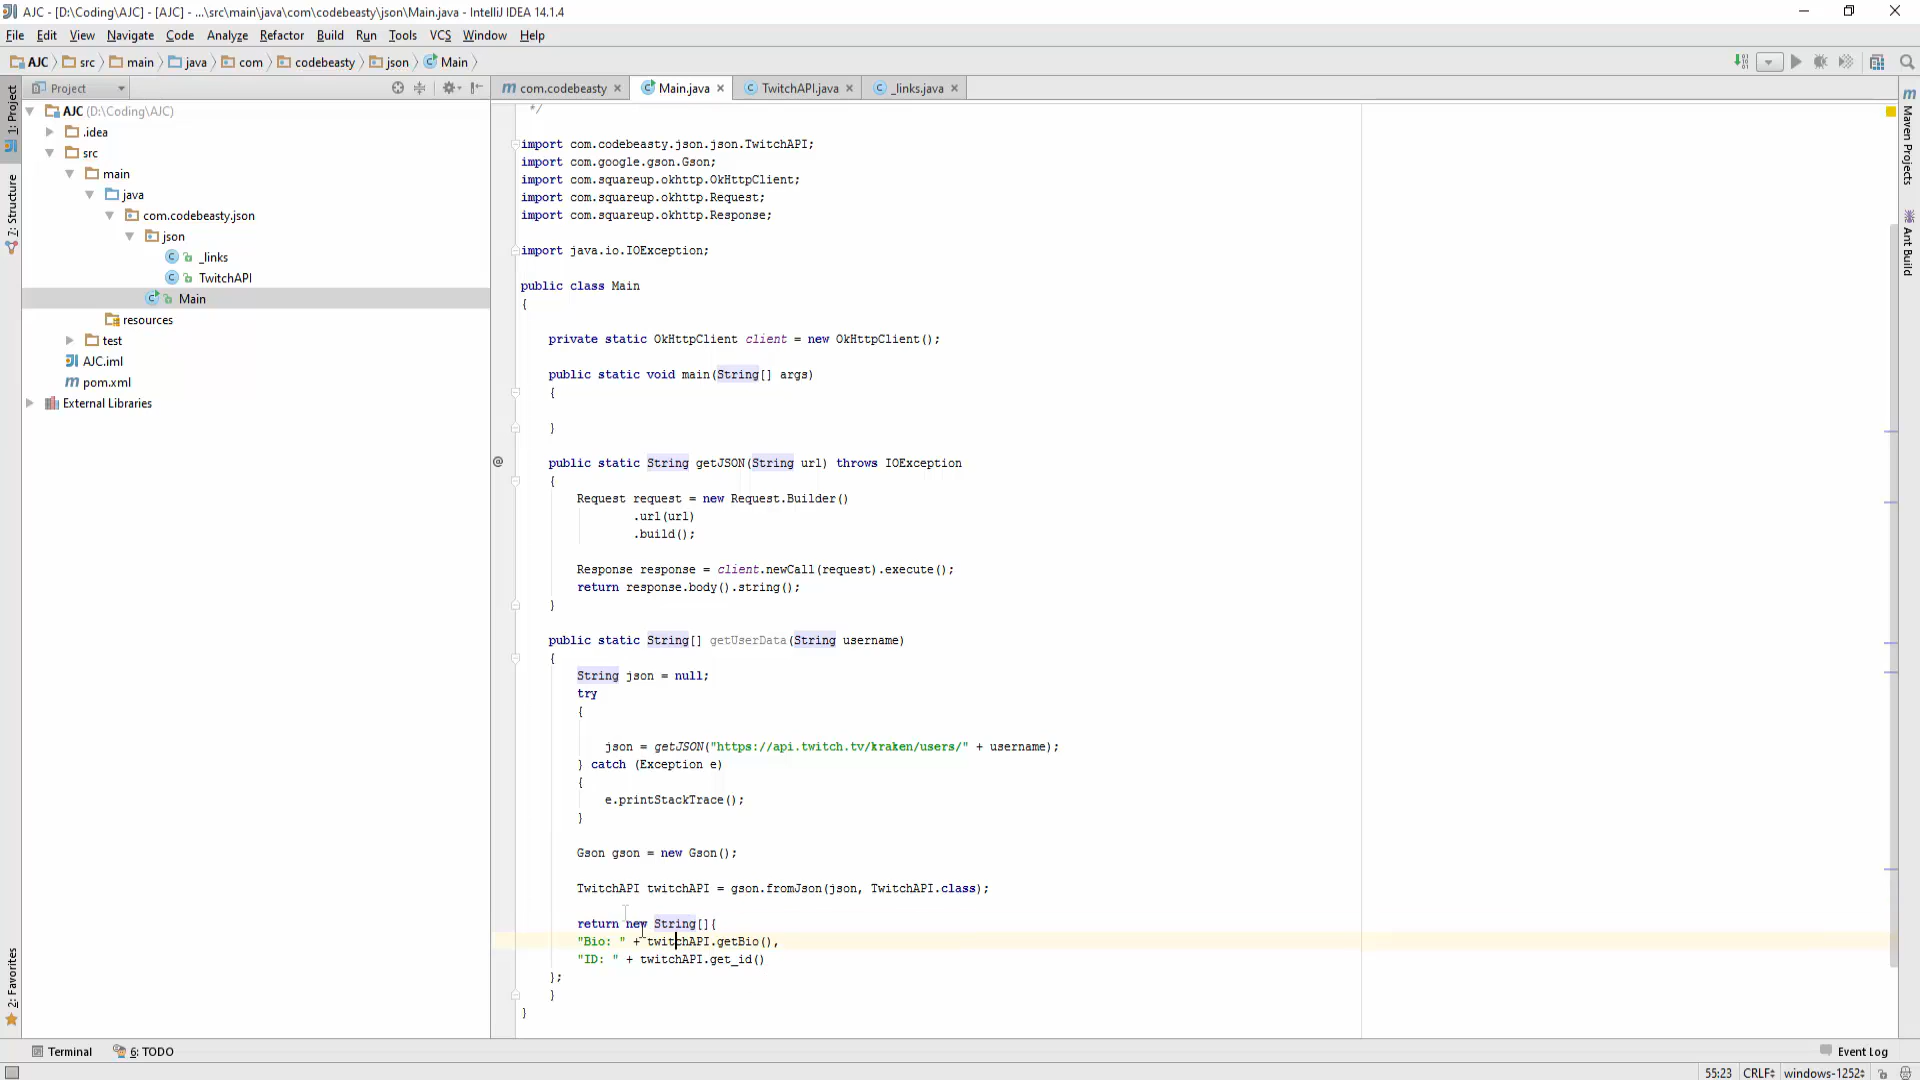 AJC - [D:\Coding\AJC] - [AJC] - ...\src\main\java\com\codebeasty\json\Main.java - IntelliJ IDEA 14.1.4
File Edit View Navigate Code Analyze Refactor Build Run Tools VCS Window Help
AJC src main java com codebeasty json Main
Project
com.codebeasty Main.java TwitchAPI.java _links.java
1: Project
7: Structure
2: Favorites
AJC (D:\Coding\AJC)
.idea
src
main
java
com.codebeasty.json
json
_links
TwitchAPI
Main
resources
test
AJC.iml
pom.xml
External Libraries
*/
import com.codebeasty.json.json.TwitchAPI;
import com.google.gson.Gson;
import com.squareup.okhttp.OkHttpClient;
import com.squareup.okhttp.Request;
import com.squareup.okhttp.Response;
import java.io.IOException;
public class Main
{
private static OkHttpClient client = new OkHttpClient();
public static void main(String[] args)
{
}
public static String getJSON(String url) throws IOException
{
Request request = new Request.Builder()
.url(url)
.build();
Response response = client.newCall(request).execute();
return response.body().string();
}
public static String[] getUserData(String username)
{
String json = null;
try
{
json = getJSON("https://api.twitch.tv/kraken/users/" + username);
} catch (Exception e)
{
e.printStackTrace();
}
Gson gson = new Gson();
TwitchAPI twitchAPI = gson.fromJson(json, TwitchAPI.class);
return new String[]{
"Bio: " + twitchAPI.getBio(),
"ID: " + twitchAPI.get_id()
};
}
}
Maven Projects
Ant Build
Terminal 6: TODO Event Log
55:23 CRLF windows-1252